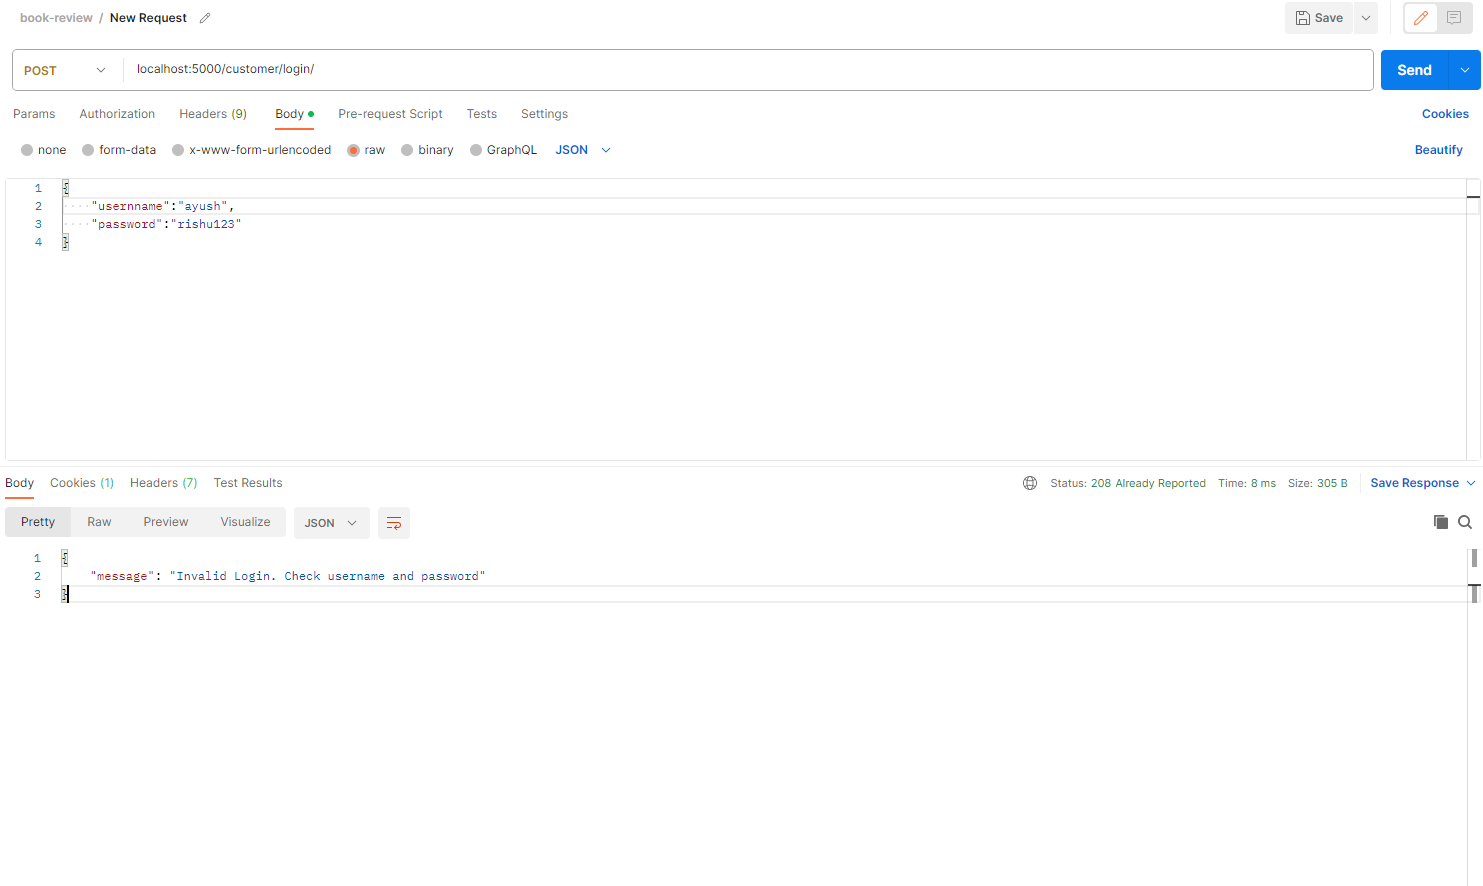 book-review / New Request
Save
POST
localhost:5000/customer/login/
Send
Params Authorization Headers (9) Body Pre-request Script Tests Settings Cookies
none form-data x-www-form-urlencoded raw binary GraphQL JSON Beautify
1 {
2 "usernname":"ayush",
3 "password":"rishu123"
4 }
Body Cookies (1) Headers (7) Test Results Status: 208 Already Reported Time: 8 ms Size: 305 B Save Response
Pretty Raw Preview Visualize JSON
1 {
2 "message": "Invalid Login. Check username and password"
3 }